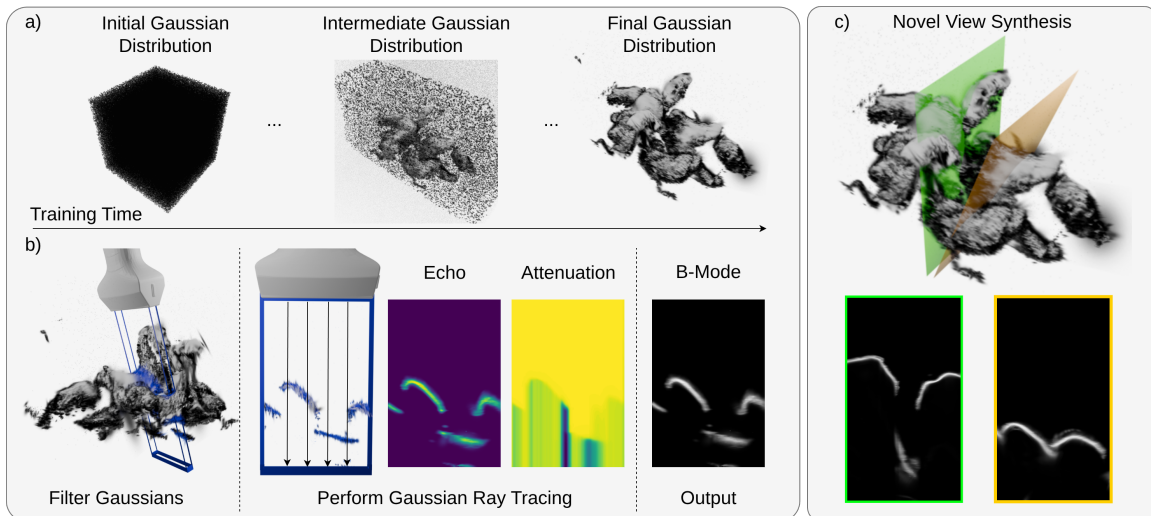 a)
Initial Gaussian
Distribution
Intermediate Gaussian
Distribution
Final Gaussian
Distribution
...
...
Training Time
b)
Echo
Attenuation
B-Mode
Filter Gaussians
Perform Gaussian Ray Tracing
Output
c)
Novel View Synthesis